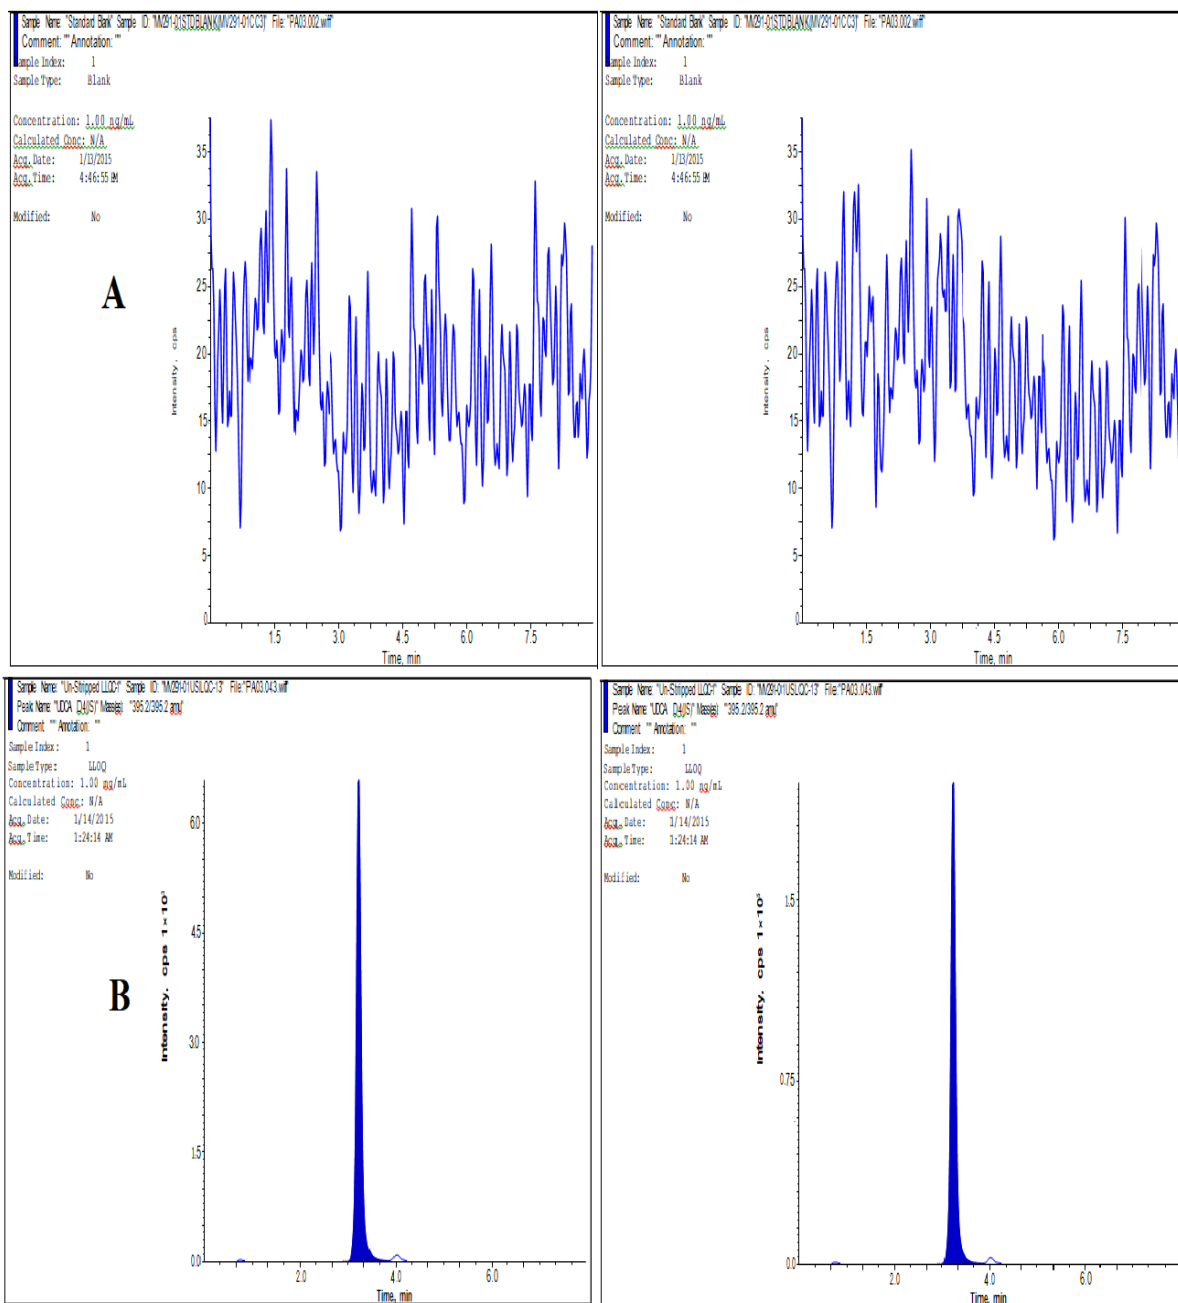 Sample Name: "Standard Blank" Sample ID: "MV291-01STDBLANK(MV291-01CC3)" File: "PA03.002.wiff"
Comment: "" Annotation: ""
Sample Index: 1
Sample Type: Blank
Concentration: 1.00 ng/mL
Calculated Conc: N/A
Acq. Date: 1/13/2015
Acq. Time: 4:46:55 PM
Modified: No
A
Intensity, cps
35
30
25
20
15
10
5
0
1.5 3.0 4.5 6.0 7.5
Time, min
Sample Name: "Standard Blank" Sample ID: "MV291-01STDBLANK(MV291-01CC3)" File: "PA03.002.wiff"
Comment: "" Annotation: ""
Sample Index: 1
Sample Type: Blank
Concentration: 1.00 ng/mL
Calculated Conc: N/A
Acq. Date: 1/13/2015
Acq. Time: 4:46:55 PM
Modified: No
Intensity, cps
35
30
25
20
15
10
5
0
1.5 3.0 4.5 6.0 7.5
Time, min
Sample Name: "Un-Stripped LLQC-1" Sample ID: "MV291-01USLQC-13" File: "PA03.043.wiff"
Peak Name: "UDCA D4(IS)" Mass(es): "395.2/395.2 amu"
Comment: "" Annotation: ""
Sample Index: 1
Sample Type: LLOQ
Concentration: 1.00 ng/mL
Calculated Conc: N/A
Acq. Date: 1/14/2015
Acq. Time: 1:24:14 AM
Modified: No
B
Intensity, cps 1×10³
6.0
4.5
3.0
1.5
0.0
2.0 4.0 6.0
Time, min
Sample Name: "Un-Stripped LLQC-1" Sample ID: "MV291-01USLQC-13" File: "PA03.043.wiff"
Peak Name: "UDCA D4(IS)" Mass(es): "395.2/395.2 amu"
Comment: "" Annotation: ""
Sample Index: 1
Sample Type: LLOQ
Concentration: 1.00 ng/mL
Calculated Conc: N/A
Acq. Date: 1/14/2015
Acq. Time: 1:24:14 AM
Modified: No
Intensity, cps 1×10³
1.5
0.75
0.0
2.0 4.0 6.0
Time, min